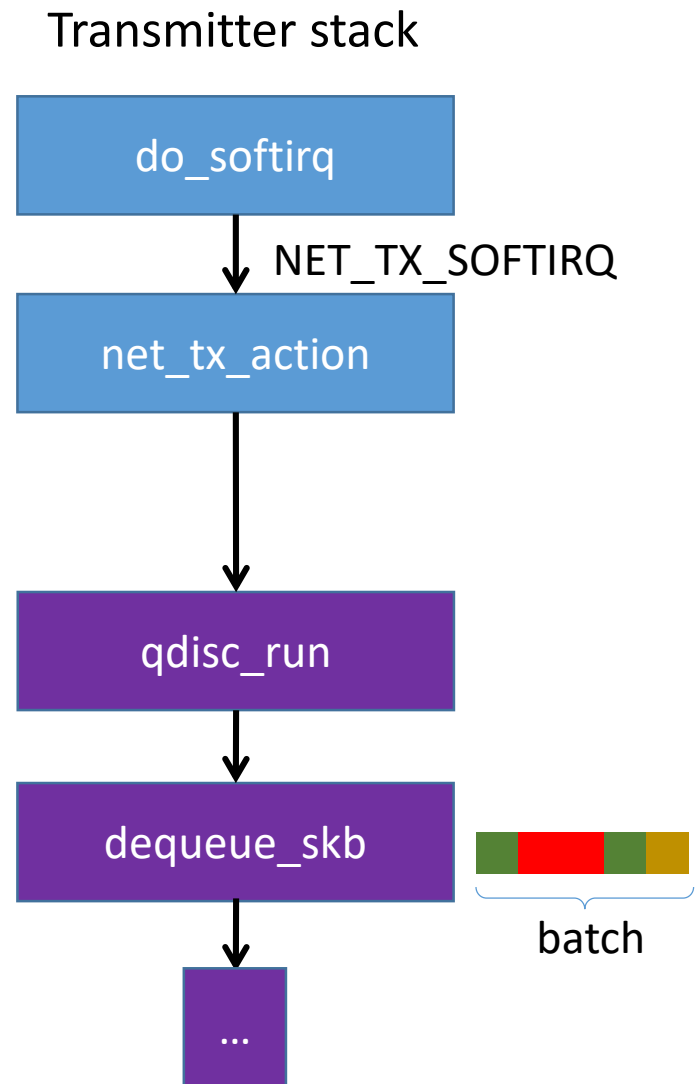 Transmitter stack
do_softirq
NET_TX_SOFTIRQ
net_tx_action
qdisc_run
dequeue_skb
batch
...